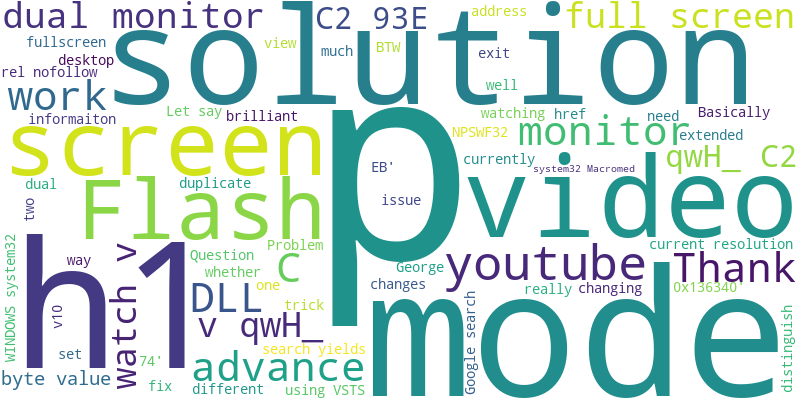 dual monitor
C2 93E
address
full screen
fullscreen
view
much
BTW
exit
desktop
rel nofollow
solution
well
work
Let say
brilliant
watching
href
need
Basically
informaiton
screen
NPSWF32
monitor
extended
p
EB'
currently
system32 Macromed
qwH_ C2
dual
duplicate
issue
Flash
video
two
h1
Question
Problem
current resolution
way
whether
C
George
youtube
Thank
WINDOWS system32
watch v
one
DLL
changes
really
changing
0x136340'
v10
trick
v qwH_
mode
Google search
distinguish
set
74'
search yields
advance
byte value
fix
different
using VSTS